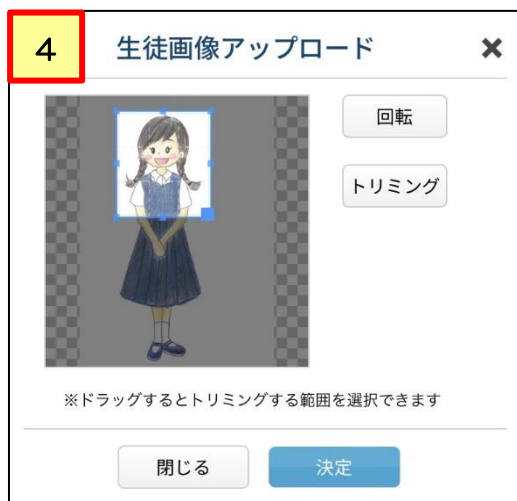 4
生徒画像アップロード ✖
回転
トリミング
※ドラッグするとトリミングする範囲を選択できます
閉じる 決定